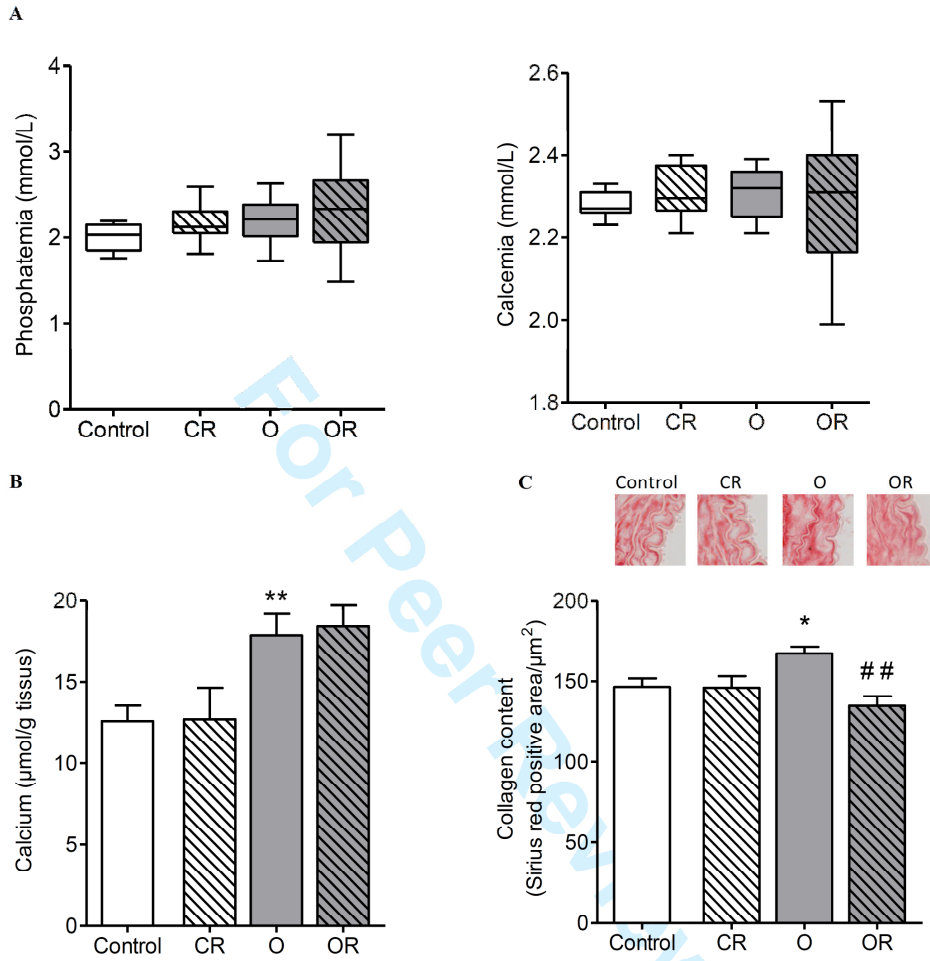 A
4
3
2
1
0
Phosphatemia (mmol/L)
Control CR O OR
2.6
2.4
2.2
2.0
1.8
Calcemia (mmol/L)
Control CR O OR
B
20
15
10
5
0
Calcium (µmol/g tissus)
**
Control CR O OR
C
Control CR O OR
200
150
100
50
0
Collagen content
(Sirius red positive area/µm²)
*
##
Control CR O OR
For Peer Review